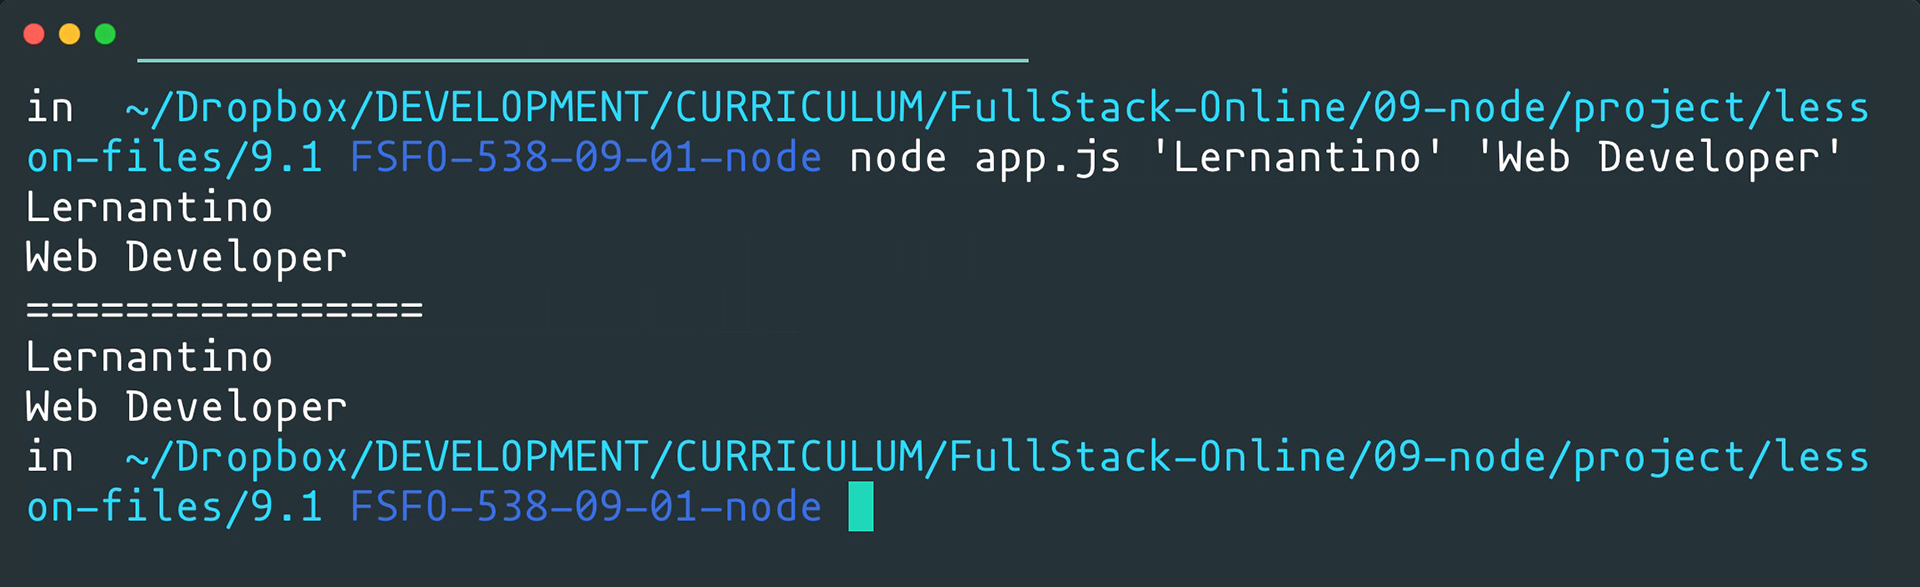 in  ~/Dropbox/DEVELOPMENT/CURRICULUM/FullStack-Online/09-node/project/less
on-files/9.1 FSFO-538-09-01-node node app.js 'Lernantino' 'Web Developer'
Lernantino
Web Developer
================
Lernantino
Web Developer
in  ~/Dropbox/DEVELOPMENT/CURRICULUM/FullStack-Online/09-node/project/less
on-files/9.1 FSFO-538-09-01-node